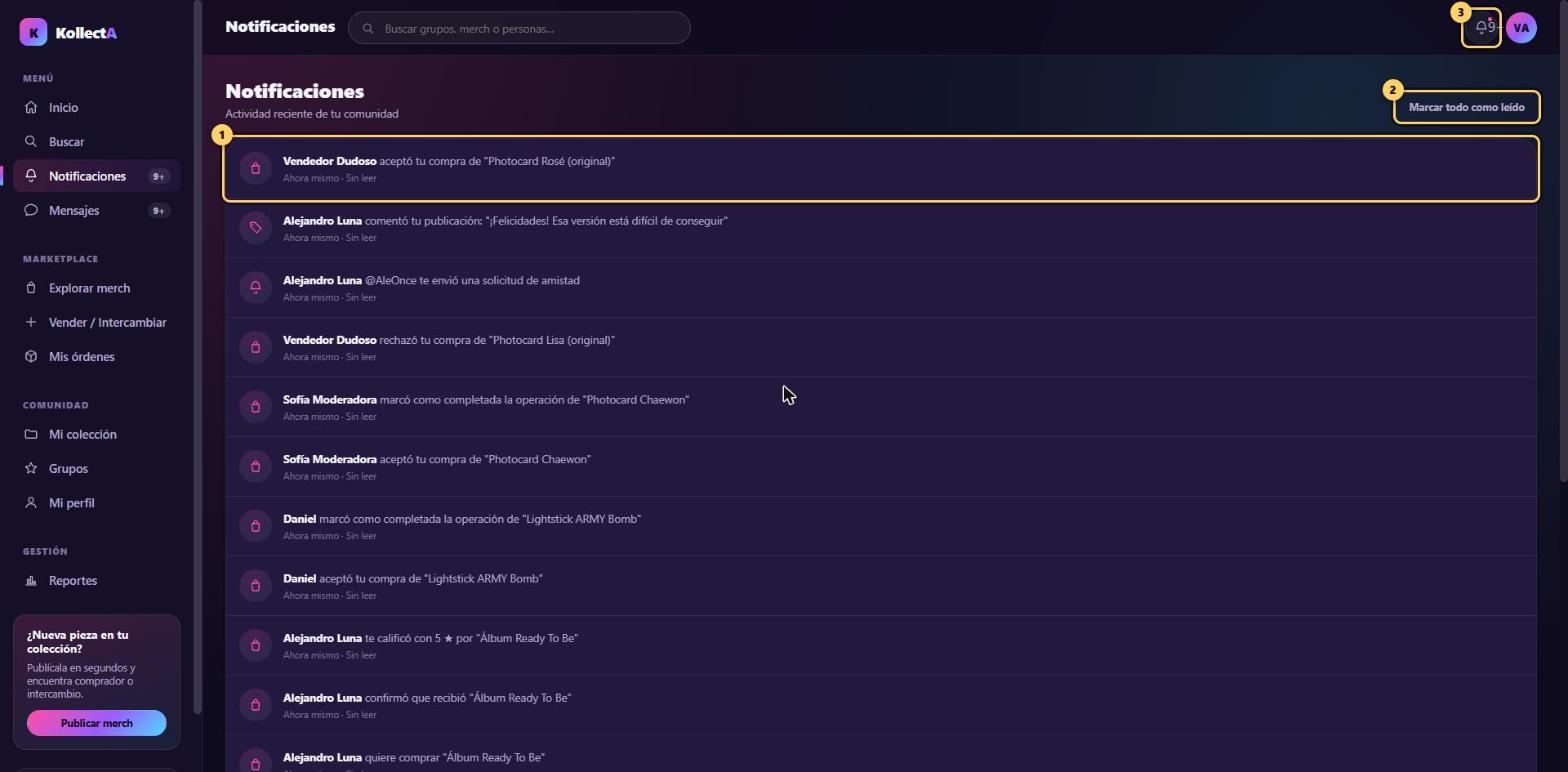 K KollectA
MENÚ
Inicio
Buscar
Notificaciones 9+
Mensajes 9+
MARKETPLACE
Explorar merch
Vender / Intercambiar
Mis órdenes
COMUNIDAD
Mi colección
Grupos
Mi perfil
GESTIÓN
Reportes
¿Nueva pieza en tu
colección?
Publícala en segundos y
encuentra comprador o
intercambio.
Publicar merch
Notificaciones
Buscar grupos, merch o personas...
3
9
VA
Notificaciones
Actividad reciente de tu comunidad
2
Marcar todo como leído
1
Vendedor Dudoso aceptó tu compra de "Photocard Rosé (original)"
Ahora mismo · Sin leer
Alejandro Luna comentó tu publicación: "¡Felicidades! Esa versión está difícil de conseguir"
Ahora mismo · Sin leer
Alejandro Luna @AleOnce te envió una solicitud de amistad
Ahora mismo · Sin leer
Vendedor Dudoso rechazó tu compra de "Photocard Lisa (original)"
Ahora mismo · Sin leer
Sofía Moderadora marcó como completada la operación de "Photocard Chaewon"
Ahora mismo · Sin leer
Sofía Moderadora aceptó tu compra de "Photocard Chaewon"
Ahora mismo · Sin leer
Daniel marcó como completada la operación de "Lightstick ARMY Bomb"
Ahora mismo · Sin leer
Daniel aceptó tu compra de "Lightstick ARMY Bomb"
Ahora mismo · Sin leer
Alejandro Luna te calificó con 5 ★ por "Álbum Ready To Be"
Ahora mismo · Sin leer
Alejandro Luna confirmó que recibió "Álbum Ready To Be"
Ahora mismo · Sin leer
Alejandro Luna quiere comprar "Álbum Ready To Be"